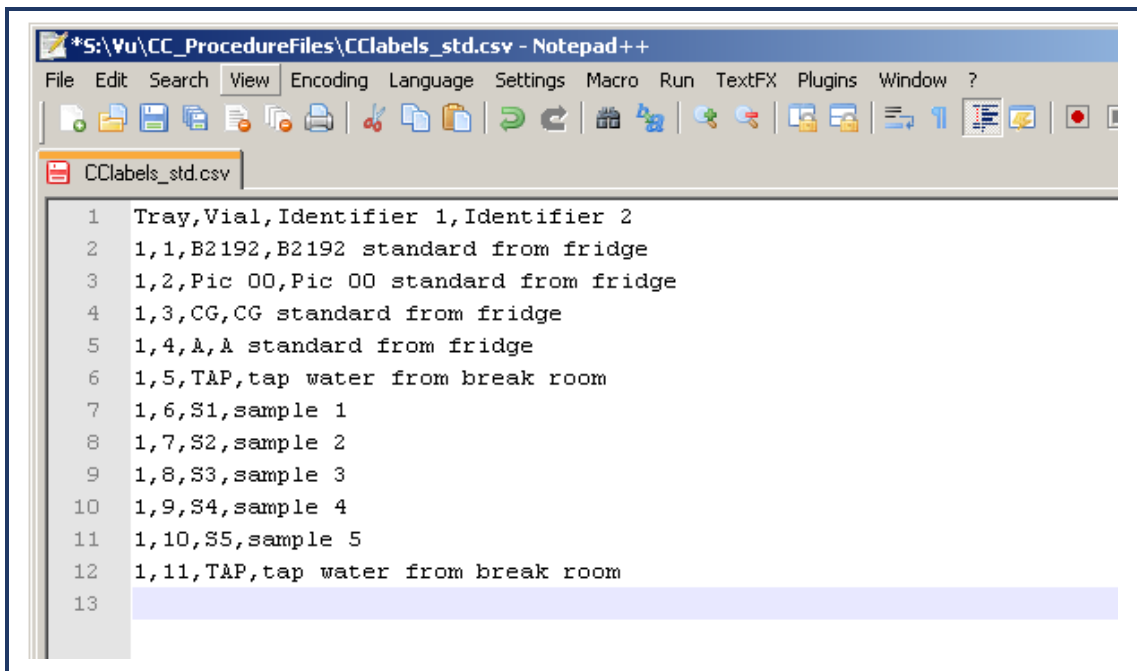 *S:\Vu\CC_ProcedureFiles\CClabels_std.csv - Notepad++
File Edit Search View Encoding Language Settings Macro Run TextFX Plugins Window ?
CClabels_std.csv
1 Tray,Vial,Identifier 1,Identifier 2
2 1,1,B2192,B2192 standard from fridge
3 1,2,Pic 00,Pic 00 standard from fridge
4 1,3,CG,CG standard from fridge
5 1,4,A,A standard from fridge
6 1,5,TAP,tap water from break room
7 1,6,S1,sample 1
8 1,7,S2,sample 2
9 1,8,S3,sample 3
10 1,9,S4,sample 4
11 1,10,S5,sample 5
12 1,11,TAP,tap water from break room
13